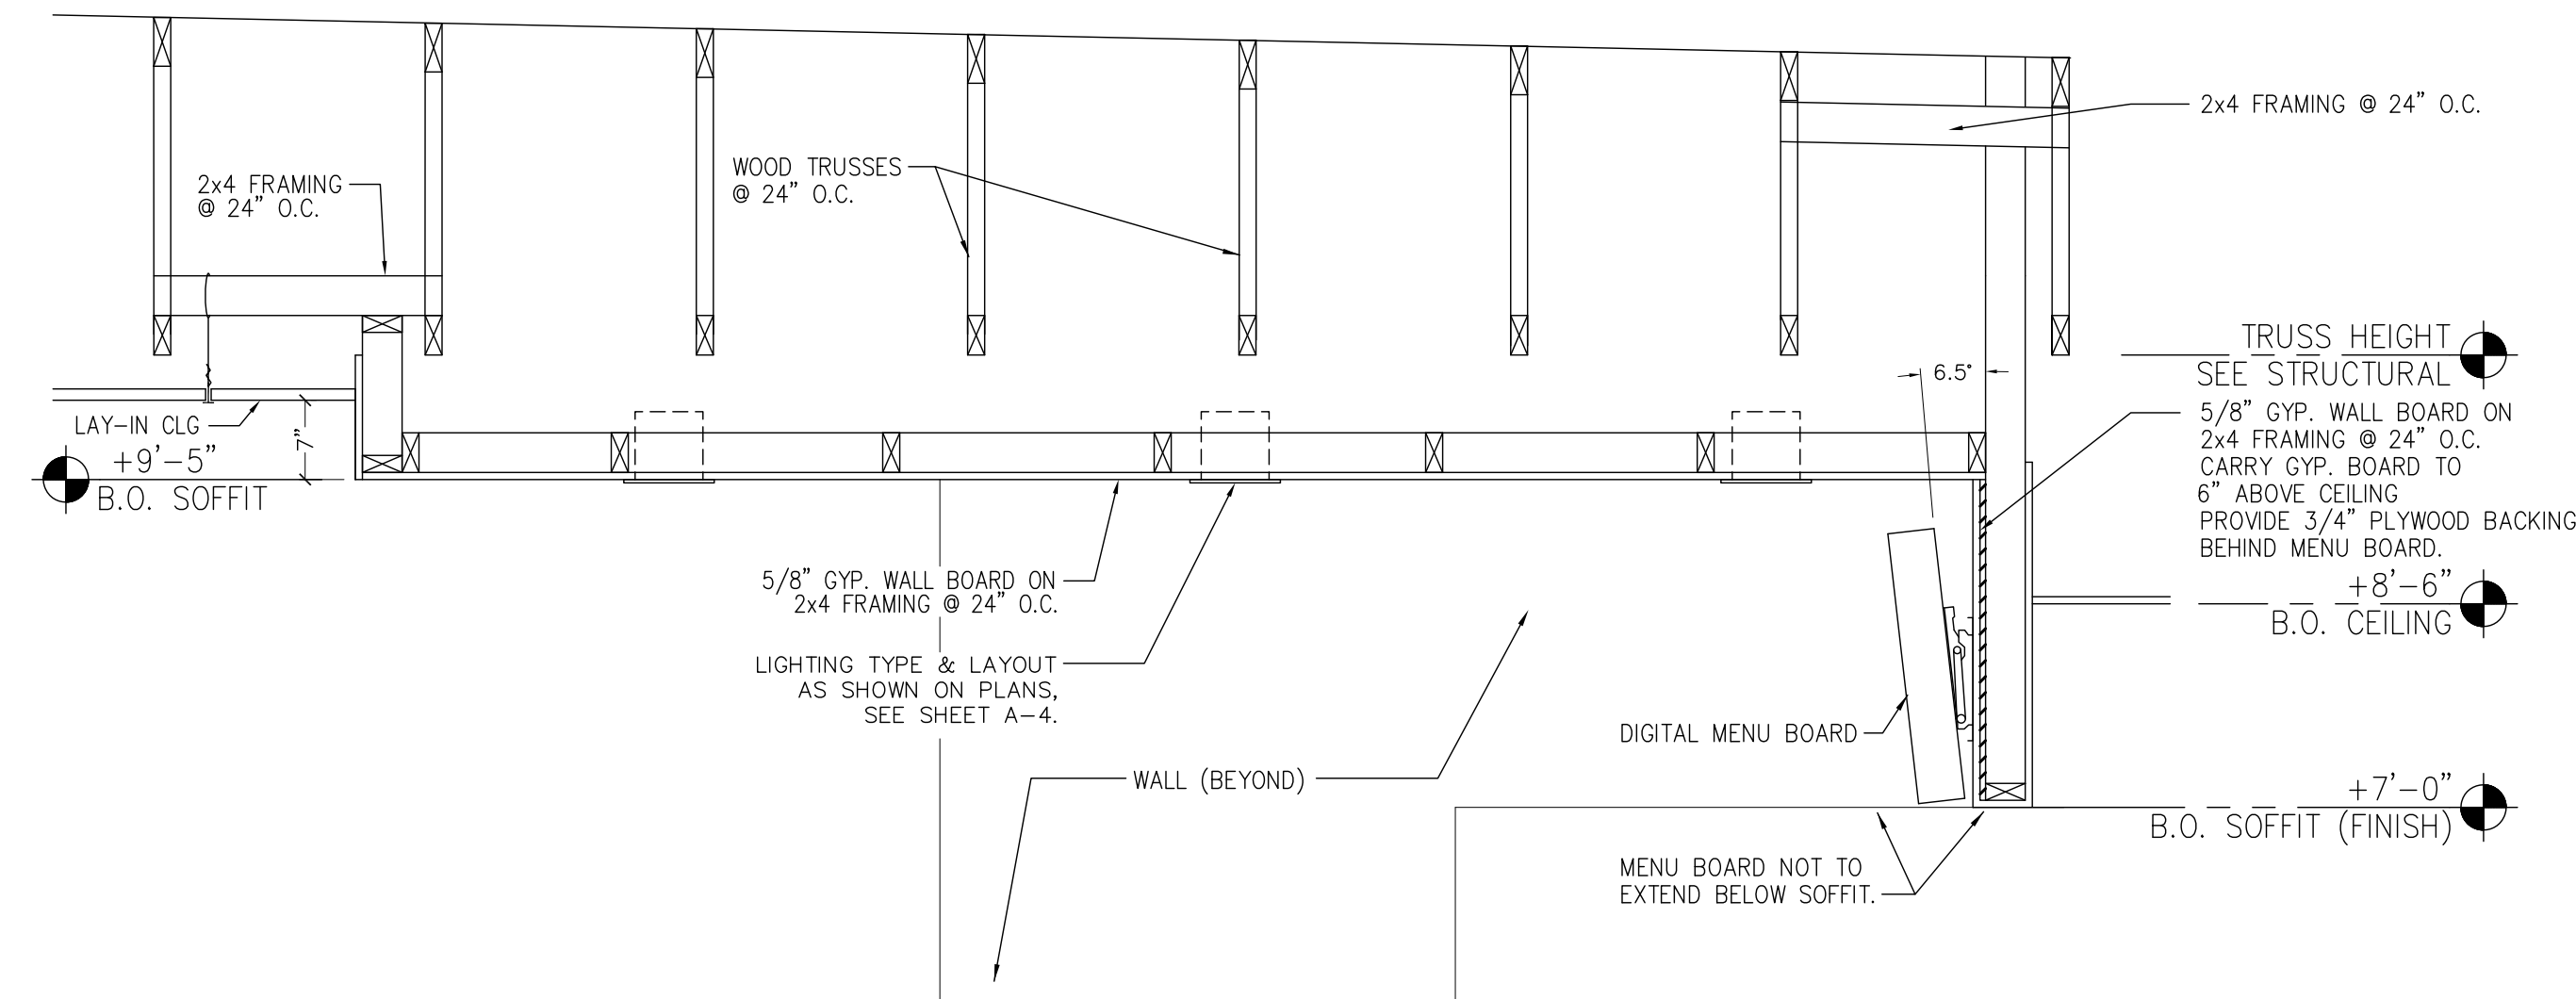 2x4 FRAMING @ 24" O.C.
WOOD TRUSSES
@ 24" O.C.
2x4 FRAMING
@ 24" O.C.
TRUSS HEIGHT
SEE STRUCTURAL
6.5°
5/8" GYP. WALL BOARD ON
2x4 FRAMING @ 24" O.C.
CARRY GYP. BOARD TO
6" ABOVE CEILING
PROVIDE 3/4" PLYWOOD BACKING
BEHIND MENU BOARD.
LAY-IN CLG
7"
+9'-5"
B.O. SOFFIT
5/8" GYP. WALL BOARD ON
2x4 FRAMING @ 24" O.C.
+8'-6"
B.O. CEILING
LIGHTING TYPE & LAYOUT
AS SHOWN ON PLANS,
SEE SHEET A-4.
DIGITAL MENU BOARD
WALL (BEYOND)
+7'-0"
B.O. SOFFIT (FINISH)
MENU BOARD NOT TO
EXTEND BELOW SOFFIT.